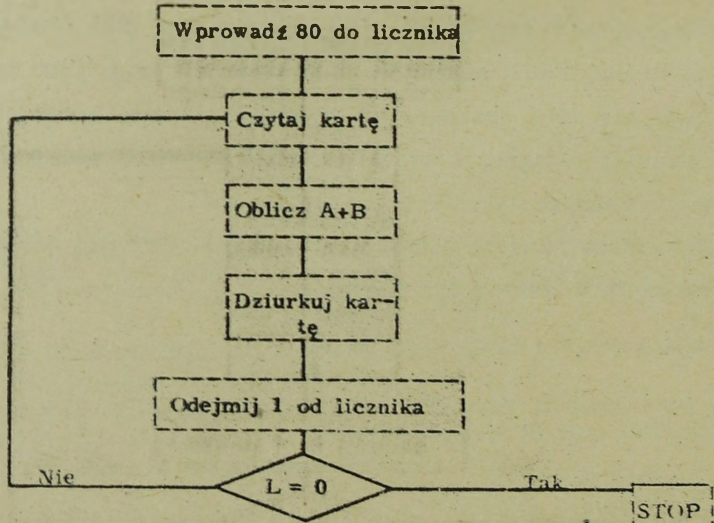 Wprowadź 80 do licznika
Czytaj kartę
Oblicz A+B
Dziurkuj kar-
tę
Odejmij 1 od licznika
Nie
L = 0
Tak
STOP